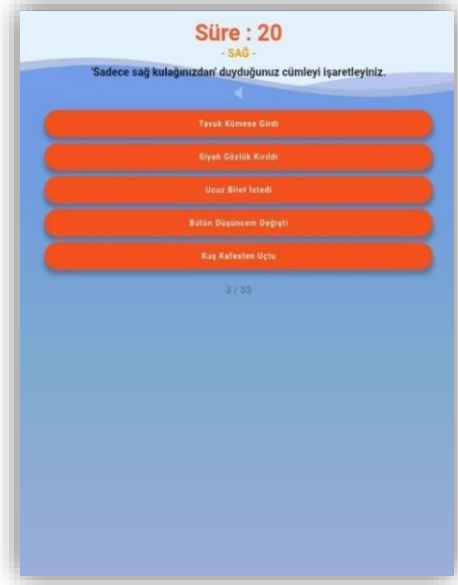 Süre : 20
- SAĞ -
'Sadece sağ kulağınızdan' duyduğunuz cümleyi işaretleyiniz.
Tavuk Kümese Girdi
Siyah Gözlük Kırıldı
Ucuz Bilet İstedi
Bütün Düşüncem Değişti
Kuş Kafesten Uçtu
3 / 35